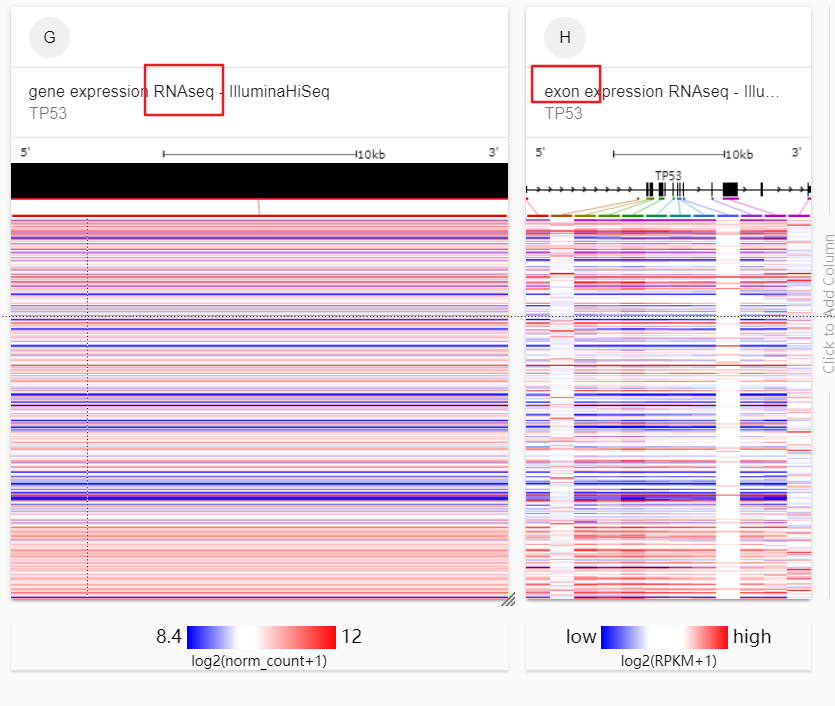 G
gene expression RNAseq - IlluminaHiSeq
TP53
5' 10kb 3'
8.4 12
log2(norm_count+1)
H
exon expression RNAseq - Illu...
TP53
5' 10kb 3'
TP53
low high
log2(RPKM+1)
Click to Add Column